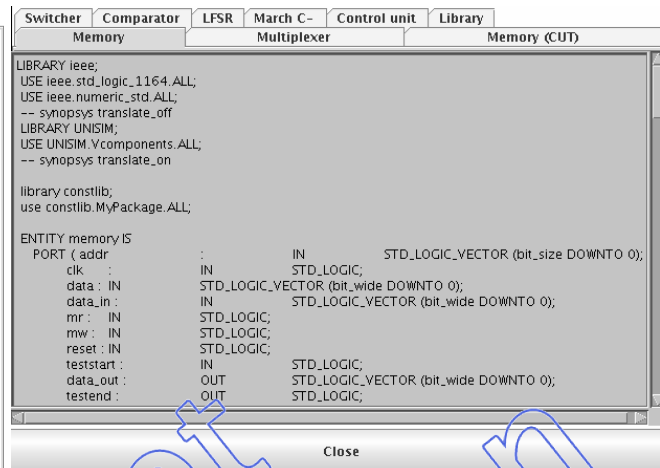 Switcher Comparator LFSR March C- Control unit Library
Memory Multiplexer Memory (CUT)
LIBRARY ieee;
USE ieee.std_logic_1164.ALL;
USE ieee.numeric_std.ALL;
-- synopsys translate_off
LIBRARY UNISIM;
USE UNISIM.Vcomponents.ALL;
-- synopsys translate_on
library constlib;
use constlib.MyPackage.ALL;
ENTITY memory IS
PORT ( addr : IN STD_LOGIC_VECTOR (bit_size DOWNTO 0);
clk : IN STD_LOGIC;
data : IN STD_LOGIC_VECTOR (bit_wide DOWNTO 0);
data_in : IN STD_LOGIC_VECTOR (bit_wide DOWNTO 0);
mr : IN STD_LOGIC;
mw : IN STD_LOGIC;
reset : IN STD_LOGIC;
teststart : IN STD_LOGIC;
data_out : OUT STD_LOGIC_VECTOR (bit_wide DOWNTO 0);
testend : OUT STD_LOGIC;
Close